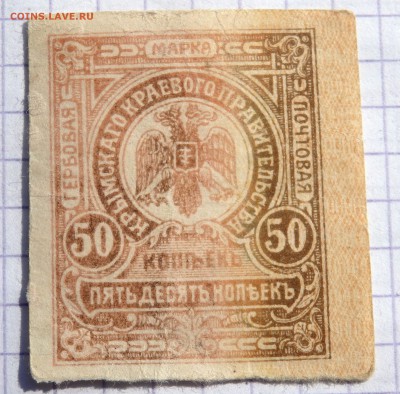 COINS.LAVE.RU
МАРКА
ГЕРБОВАЯ
ПОЧТОВАЯ
КРЫМСКАГО КРАЕВОГО ПРАВИТЕЛЬСТВА
50 50
КОПѢЕКЪ
ПЯТЬДЕСЯТЬ КОПѢЕКЪ